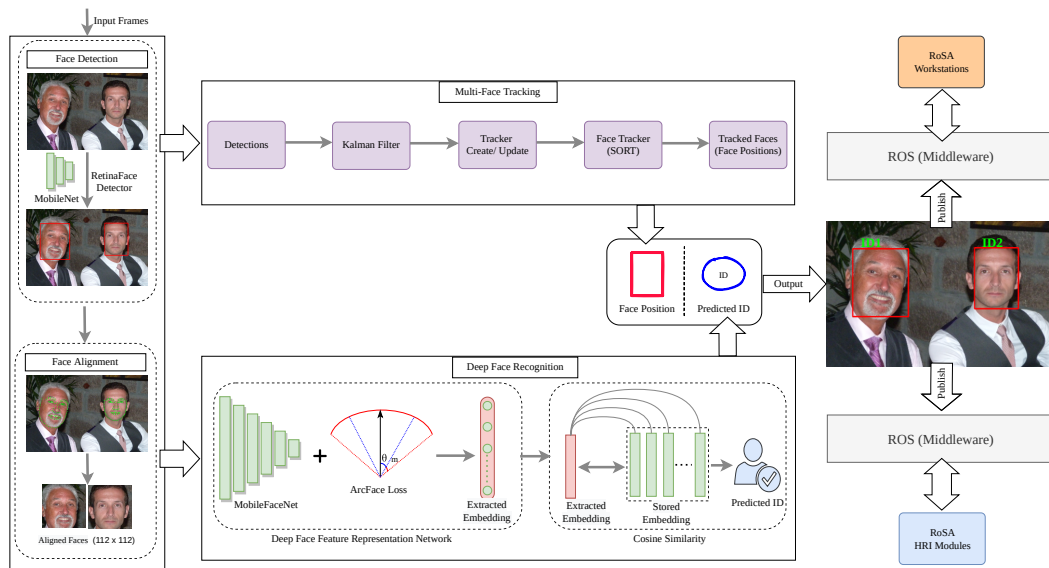 Input Frames
Face Detection
RetinaFace
Detector
MobileNet
Face Alignment
Aligned Faces (112 x 112)
Multi-Face Tracking
Detections
Kalman Filter
Tracker
Create/ Update
Face Tracker
(SORT)
Tracked Faces
(Face Positions)
Face Position
ID
Predicted ID
Output
Deep Face Recognition
MobileFaceNet
+
θ m
ArcFace Loss
Extracted
Embedding
Deep Face Feature Representation Network
Extracted
Embedding
Stored
Embedding
Predicted ID
Cosine Similarity
RoSA
Workstations
ROS (Middleware)
Publish
ID1
ID2
Publish
ROS (Middleware)
RoSA
HRI Modules